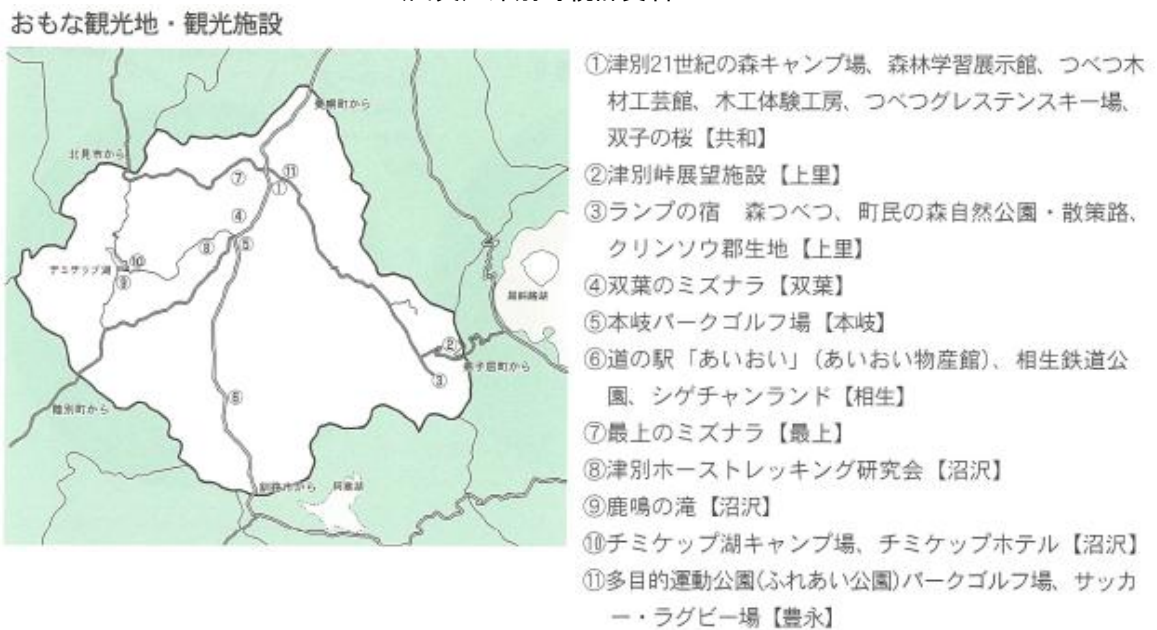 おもな観光地・観光施設
美幌町から
北見市から
⑦
⑪
①
④
⑧
⑤
チミケップ湖
⑩
⑨
屈斜路湖
②
弟子屈町から
③
陸別町から
⑥
釧路市から
阿寒湖
①津別21世紀の森キャンプ場、森林学習展示館、つべつ木
材工芸館、木工体験工房、つべつグレステンスキー場、
双子の桜【共和】
②津別峠展望施設【上里】
③ランプの宿　森つべつ、町民の森自然公園・散策路、
クリンソウ郡生地【上里】
④双葉のミズナラ【双葉】
⑤本岐パークゴルフ場【本岐】
⑥道の駅「あいおい」(あいおい物産館)、相生鉄道公
園、シゲチャンランド【相生】
⑦最上のミズナラ【最上】
⑧津別ホーストレッキング研究会【沼沢】
⑨鹿鳴の滝【沼沢】
⑩チミケップ湖キャンプ場、チミケップホテル【沼沢】
⑪多目的運動公園(ふれあい公園)パークゴルフ場、サッカ
ー・ラグビー場【豊永】